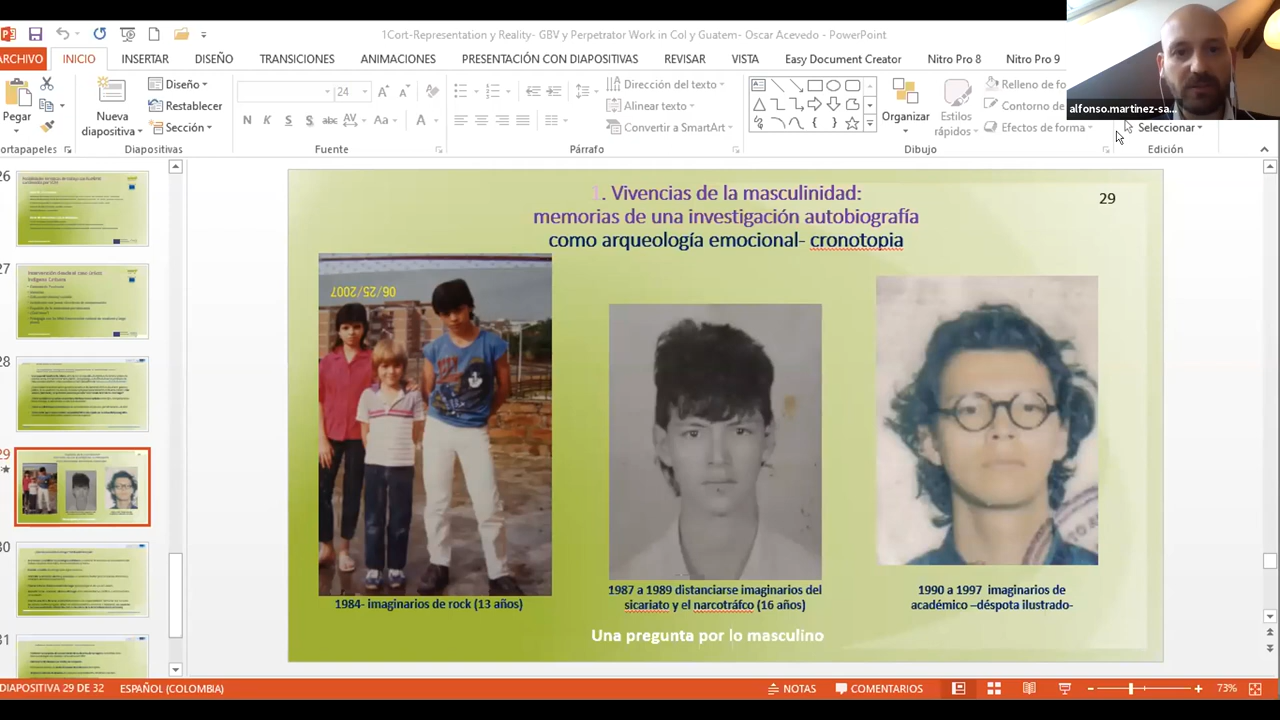 1Cort-Representation y Reality- GBV y Perpetrator Work in Col y Guatem- Oscar Acevedo - PowerPoint
ARCHIVO INICIO INSERTAR DISEÑO TRANSICIONES ANIMACIONES PRESENTACIÓN CON DIAPOSITIVAS REVISAR VISTA Easy Document Creator Nitro Pro 8 Nitro Pro 9
alfonso.martinez-sa...
Pegar
Nueva
diapositiva
Diseño
Restablecer
Sección
24
N K S abc AV Aa A
Dirección del texto
Alinear texto
Convertir a SmartArt
Organizar
Estilos
rápidos
Relleno de fo
Contorno de
Efectos de forma
Seleccionar
ortapapeles
Diapositivas
Fuente
Párrafo
Dibujo
Edición
26
27
28
29
30
31
29
1. Vivencias de la masculinidad:
memorias de una investigación autobiografía
como arqueología emocional- cronotopia
06/25/2007
1984- imaginarios de rock (13 años)
1987 a 1989 distanciarse imaginarios del
sicariato y el narcotráfco (16 años)
1990 a 1997 imaginarios de
académico –déspota ilustrado-
Una pregunta por lo masculino
DIAPOSITIVA 29 DE 32 ESPAÑOL (COLOMBIA) NOTAS COMENTARIOS 73%